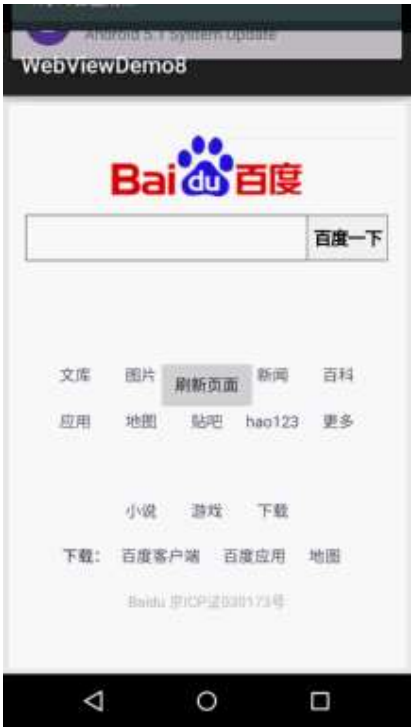 Android 5.1 System Update
WebViewDemo8
Bai du 百度
百度一下
文库 图片 新闻 百科
刷新页面
应用 地图 贴吧 hao123 更多
小说 游戏 下载
下载: 百度客户端 百度应用 地图
Baidu 京ICP证030173号